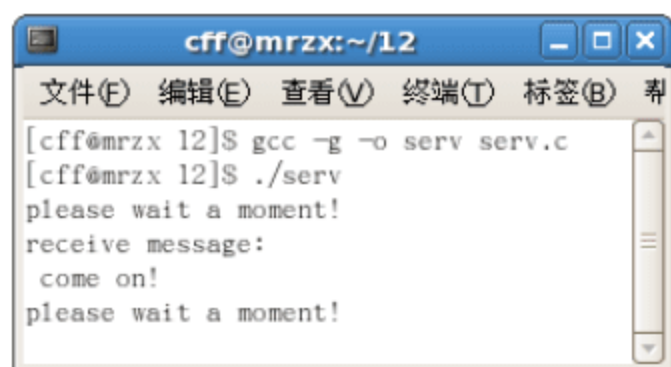 cff@mrzx:~/12
文件(F) 编辑(E) 查看(V) 终端(T) 标签(B)
[cff@mrzx 12]$ gcc -g -o serv serv.c
[cff@mrzx 12]$ ./serv
please wait a moment!
receive message:
come on!
please wait a moment!